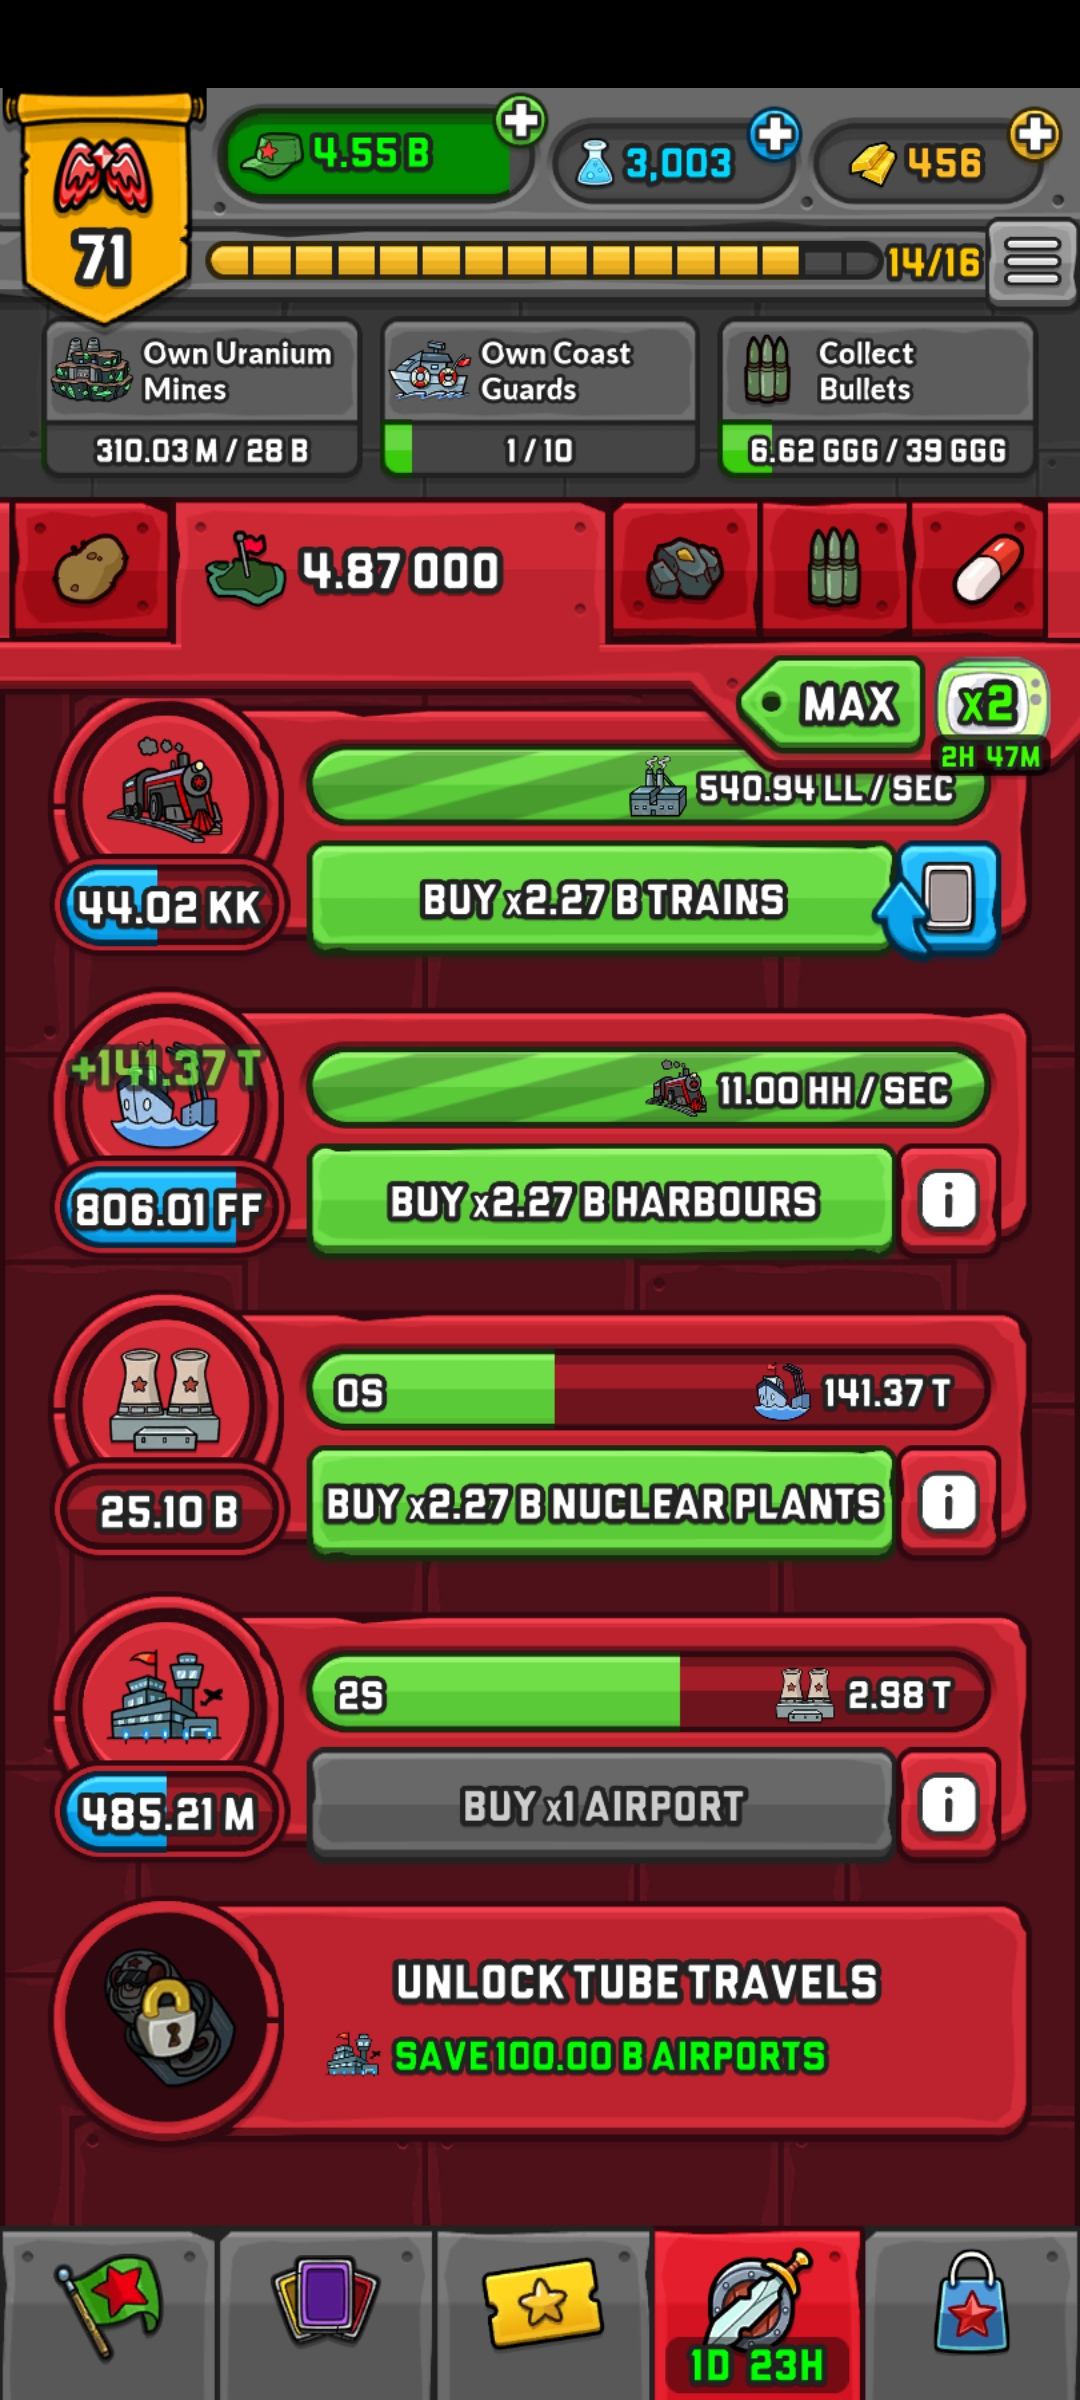 4.55 B
3,003
456
71
14/16
Own Uranium
Mines
310.03 M / 28 B
Own Coast
Guards
1 / 10
Collect
Bullets
6.62 GGG / 39 GGG
4.87 000
MAX
x2
2H 47M
540.94 LL / SEC
44.02 KK
BUY x2.27 B TRAINS
+141.37 T
11.00 HH / SEC
806.01 FF
BUY x2.27 B HARBOURS
i
0S
141.37 T
25.10 B
BUY x2.27 B NUCLEAR PLANTS
i
2S
2.98 T
485.21 M
BUY x1 AIRPORT
i
UNLOCK TUBE TRAVELS
SAVE 100.00 B AIRPORTS
1D 23H